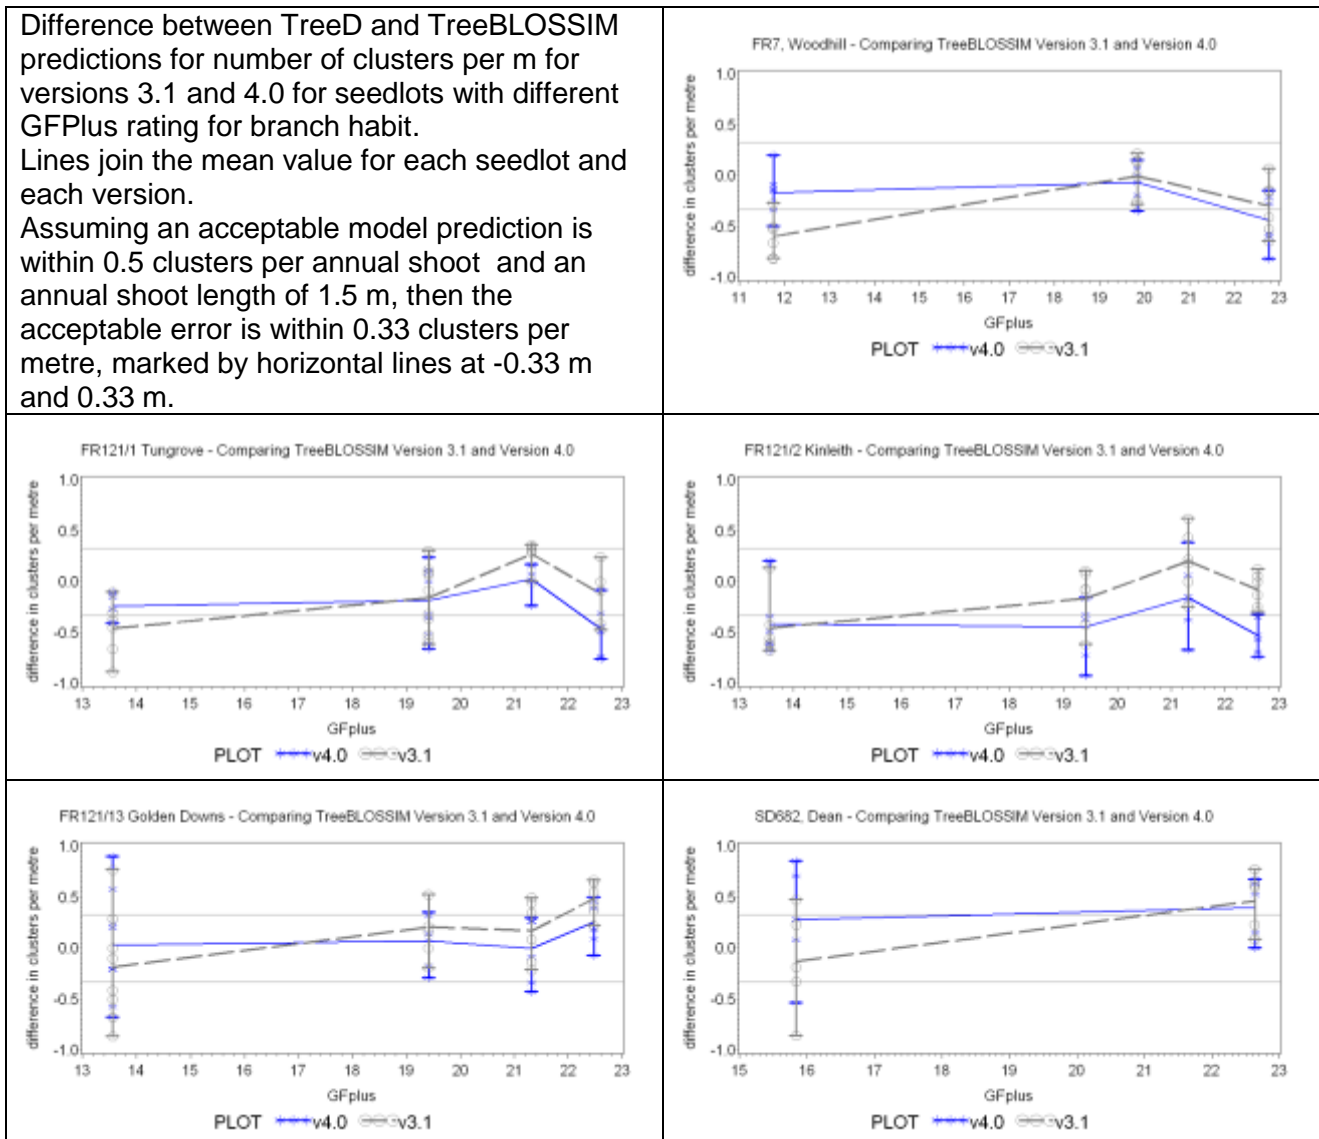 Difference between TreeD and TreeBLOSSIM
predictions for number of clusters per m for
versions 3.1 and 4.0 for seedlots with different
GFPlus rating for branch habit.
Lines join the mean value for each seedlot and
each version.
Assuming an acceptable model prediction is
within 0.5 clusters per annual shoot and an
annual shoot length of 1.5 m, then the
acceptable error is within 0.33 clusters per
metre, marked by horizontal lines at -0.33 m
and 0.33 m.
FR7, Woodhill - Comparing TreeBLOSSIM Version 3.1 and Version 4.0
difference in clusters per metre
1.0
0.5
0.0
-0.5
-1.0
11 12 13 14 15 16 17 18 19 20 21 22 23
GFplus
PLOT v4.0 v3.1
FR121/1 Tungrove - Comparing TreeBLOSSIM Version 3.1 and Version 4.0
difference in clusters per metre
1.0
0.5
0.0
-0.5
-1.0
13 14 15 16 17 18 19 20 21 22 23
GFplus
PLOT v4.0 v3.1
FR121/2 Kinleith - Comparing TreeBLOSSIM Version 3.1 and Version 4.0
difference in clusters per metre
1.0
0.5
0.0
-0.5
-1.0
13 14 15 16 17 18 19 20 21 22 23
GFplus
PLOT v4.0 v3.1
FR121/13 Golden Downs - Comparing TreeBLOSSIM Version 3.1 and Version 4.0
difference in clusters per metre
1.0
0.5
0.0
-0.5
-1.0
13 14 15 16 17 18 19 20 21 22 23
GFplus
PLOT v4.0 v3.1
SD682, Dean - Comparing TreeBLOSSIM Version 3.1 and Version 4.0
difference in clusters per metre
1.0
0.5
0.0
-0.5
-1.0
15 16 17 18 19 20 21 22 23
GFplus
PLOT v4.0 v3.1